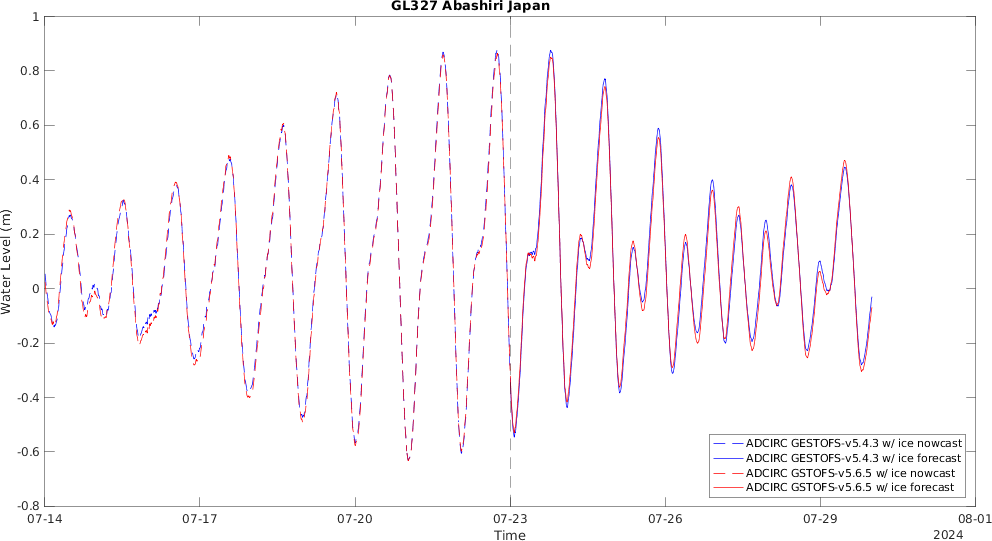 GL327 Abashiri Japan
1
0.8
0.6
0.4
0.2
0
-0.2
-0.4
-0.6
-0.8
Water Level (m)
ADCIRC GESTOFS-v5.4.3 w/ ice nowcast
ADCIRC GESTOFS-v5.4.3 w/ ice forecast
ADCIRC GSTOFS-v5.6.5 w/ ice nowcast
ADCIRC GSTOFS-v5.6.5 w/ ice forecast
07-14 07-17 07-20 07-23 07-26 07-29 08-01
Time
2024